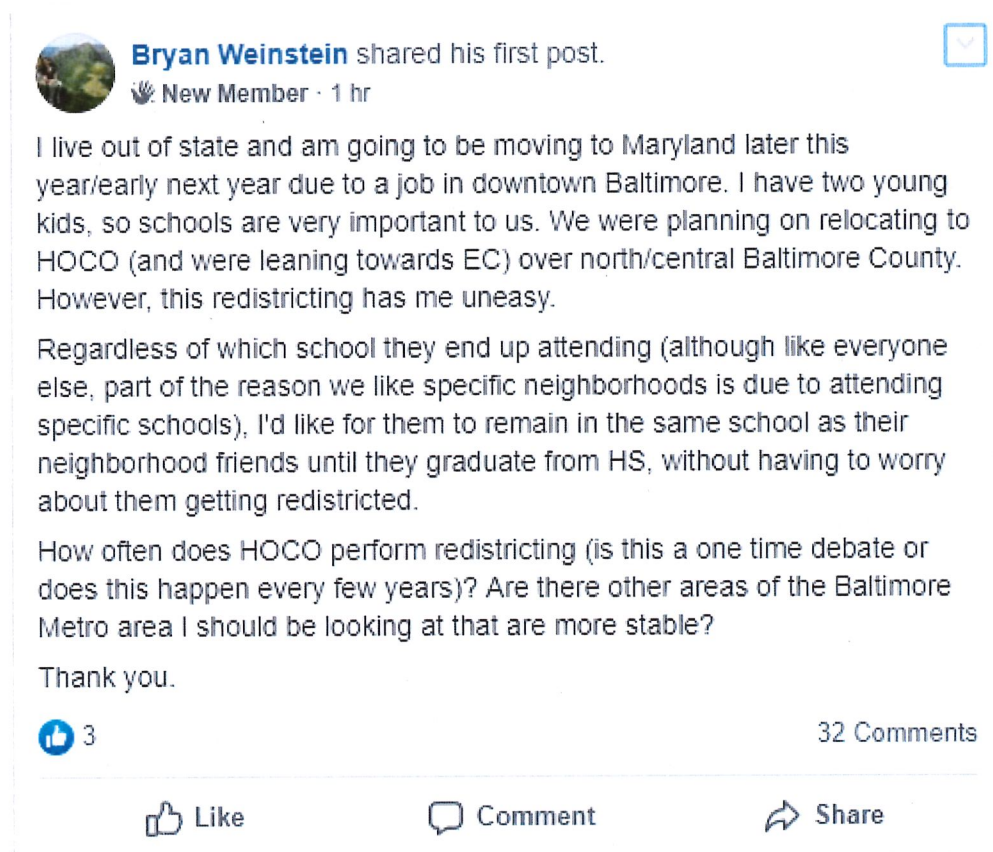 Bryan Weinstein shared his first post.
New Member · 1 hr
I live out of state and am going to be moving to Maryland later this
year/early next year due to a job in downtown Baltimore. I have two young
kids, so schools are very important to us. We were planning on relocating to
HOCO (and were leaning towards EC) over north/central Baltimore County.
However, this redistricting has me uneasy.
Regardless of which school they end up attending (although like everyone
else, part of the reason we like specific neighborhoods is due to attending
specific schools), I'd like for them to remain in the same school as their
neighborhood friends until they graduate from HS, without having to worry
about them getting redistricted.
How often does HOCO perform redistricting (is this a one time debate or
does this happen every few years)? Are there other areas of the Baltimore
Metro area I should be looking at that are more stable?
Thank you.
3 32 Comments
Like Comment Share